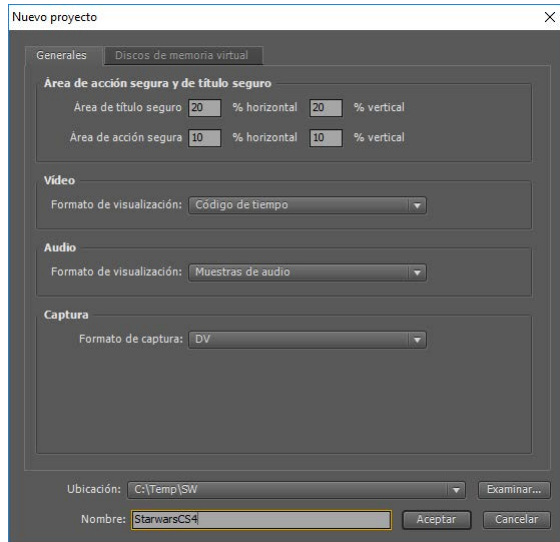 Nuevo proyecto
Generales Discos de memoria virtual
Área de acción segura y de título seguro
Área de título seguro 20 % horizontal 20 % vertical
Área de acción segura 10 % horizontal 10 % vertical
Vídeo
Formato de visualización: Código de tiempo
Audio
Formato de visualización: Muestras de audio
Captura
Formato de captura: DV
Ubicación: C:\Temp\SW Examinar...
Nombre: StarwarsCS4 Aceptar Cancelar